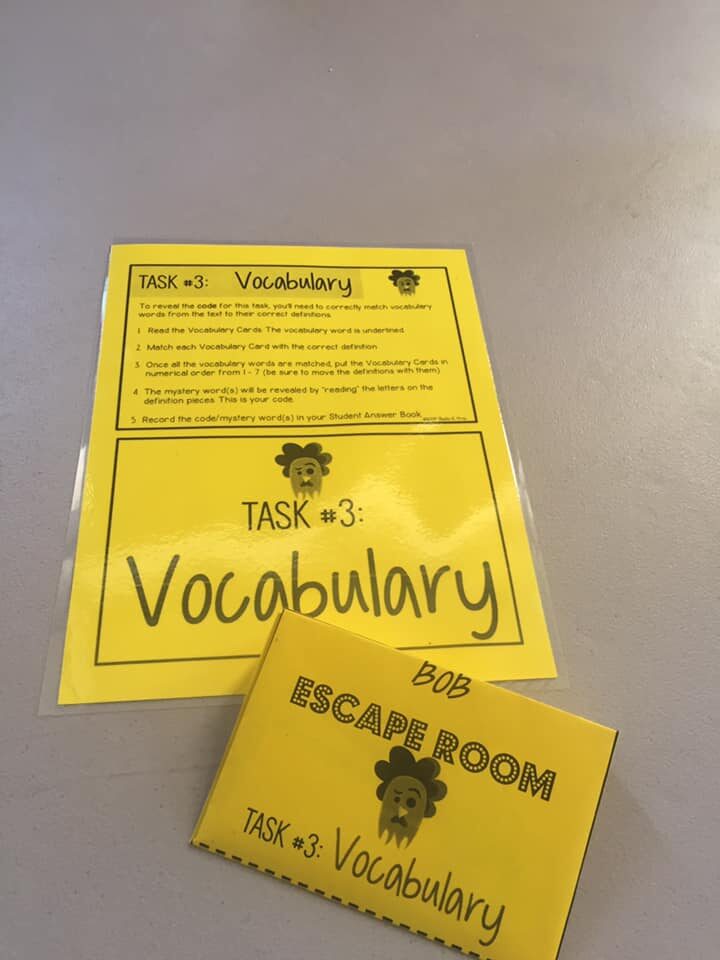 TASK #3: Vocabulary
To reveal the code for this task, you'll need to correctly match vocabulary
words from the text to their correct definitions.
1. Read the Vocabulary Cards. The vocabulary word is underlined.
2. Match each Vocabulary Card with the correct definition
3. Once all the vocabulary words are matched, put the Vocabulary Cards in
numerical order from 1 - 7 (be sure to move the definitions with them)
4. The mystery word(s) will be revealed by "reading" the letters on the
definition pieces. This is your code.
5. Record the code/mystery word(s) in your Student Answer Book.
TASK #3:
Vocabulary
BOB
ESCAPE ROOM
TASK #3: Vocabulary